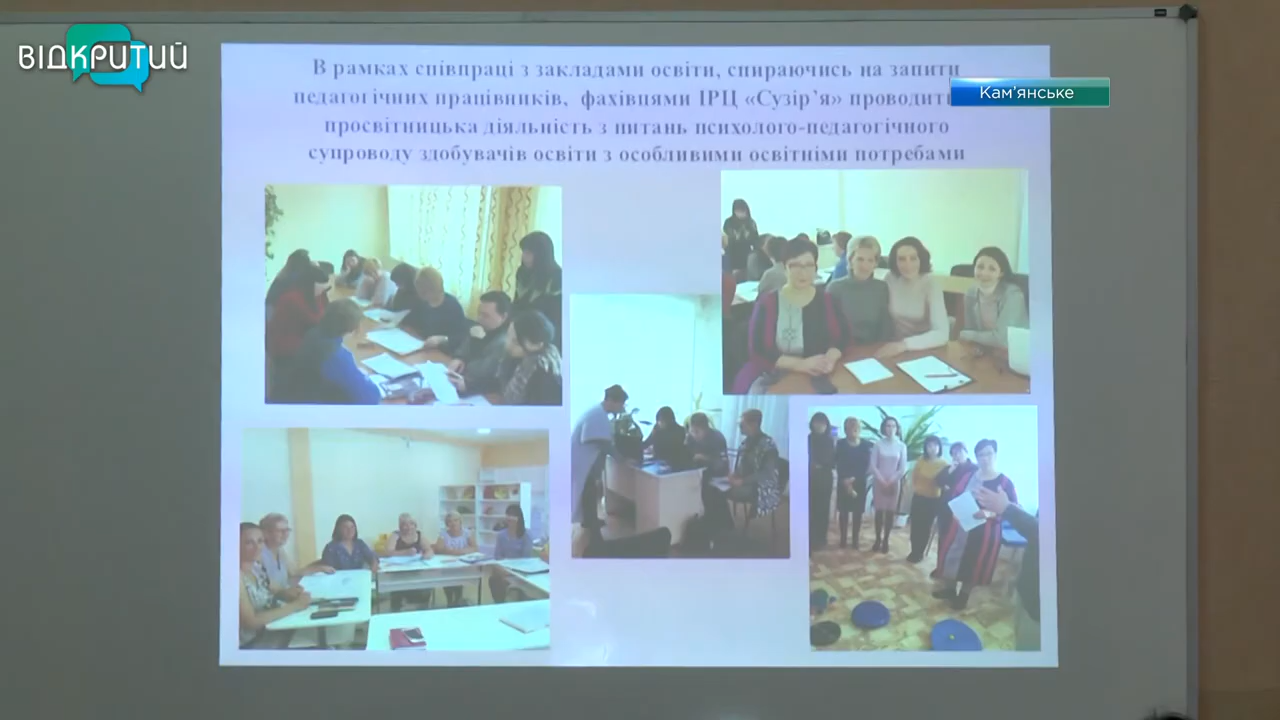 ВІДКРИТИЙ
В рамках співпраці з закладами освіти, спираючись на запити
педагогічних працівників, фахівцями ІРЦ «Сузір’я»
просвітницька діяльність з питань психолого-педагогічного
супроводу здобувачів освіти з особливими освітніми потребами
Кам'янське